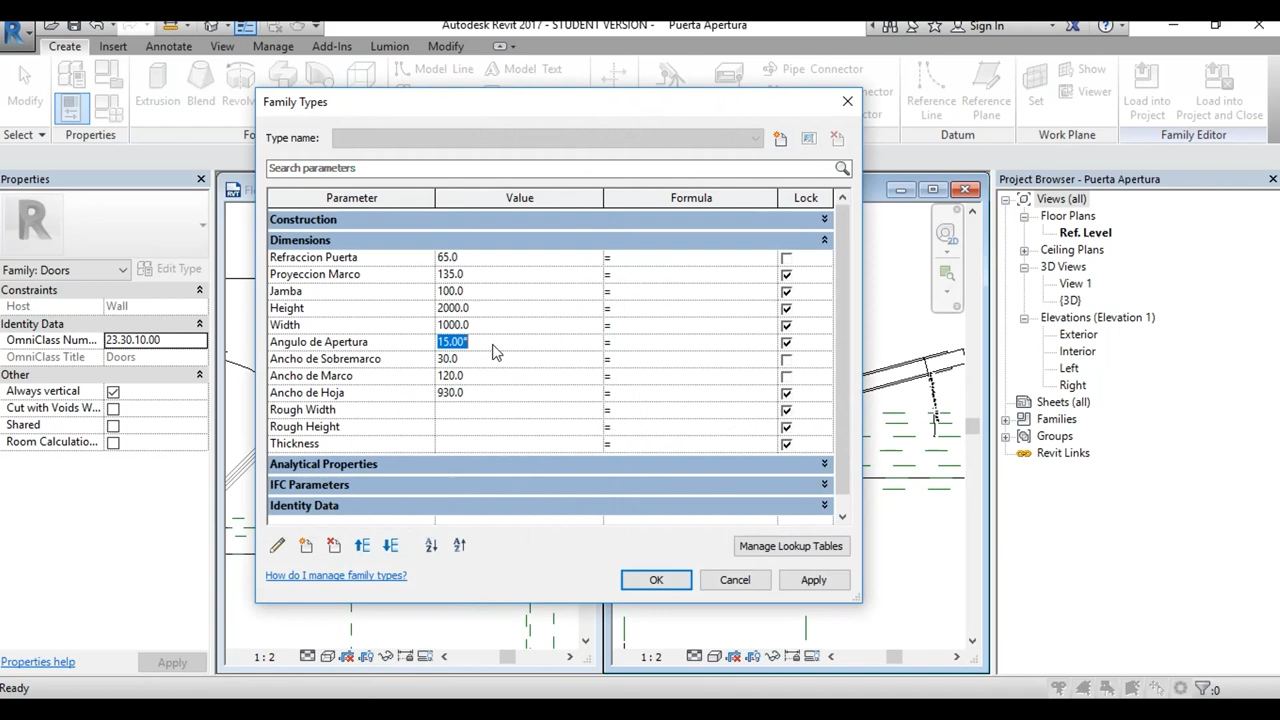 Autodesk Revit 2017 - STUDENT VERSION - Puerta Apertura
Sign In
Create Insert Annotate View Manage Add-Ins Lumion Modify
Modify
Extrusion Blend
Model Line Model Text
Pipe Connector
Reference Line
Reference Plane
Set
Show
Viewer
Load into Project
Load into Project and Close
Select Properties
Datum Work Plane Family Editor
Properties
Family: Doors Edit Type
Constraints
Host Wall
Identity Data
OmniClass Num... 23.30.10.00
OmniClass Title Doors
Other
Always vertical
Cut with Voids W...
Shared
Room Calculatio...
Properties help Apply
Ready
Family Types
Type name:
Search parameters
Parameter Value Formula Lock
Construction
Dimensions
Refraccion Puerta 65.0 =
Proyeccion Marco 135.0 =
Jamba 100.0 =
Height 2000.0 =
Width 1000.0 =
Angulo de Apertura 15.00° =
Ancho de Sobremarco 30.0 =
Ancho de Marco 120.0 =
Ancho de Hoja 930.0 =
Rough Width =
Rough Height =
Thickness =
Analytical Properties
IFC Parameters
Identity Data
Manage Lookup Tables
How do I manage family types?
OK Cancel Apply
1 : 2
1 : 2
Project Browser - Puerta Apertura
Views (all)
Floor Plans
Ref. Level
Ceiling Plans
3D Views
View 1
{3D}
Elevations (Elevation 1)
Exterior
Interior
Left
Right
Sheets (all)
Families
Groups
Revit Links
:0